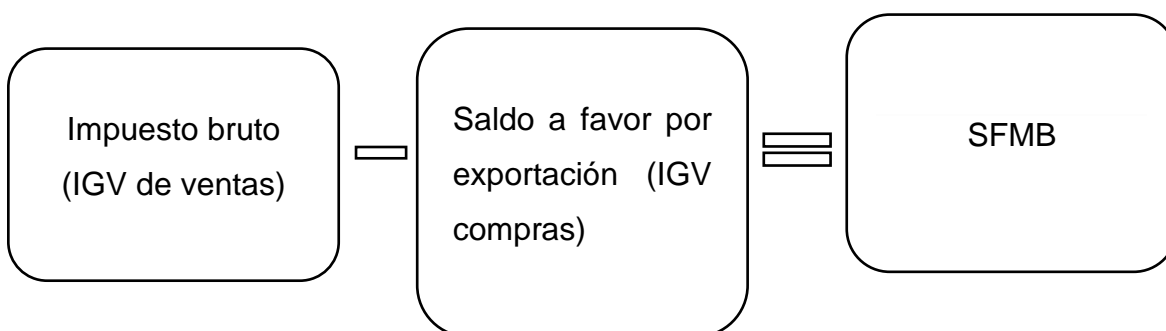 Impuesto bruto
(IGV de ventas)
Saldo a favor por
exportación (IGV
compras)
SFMB